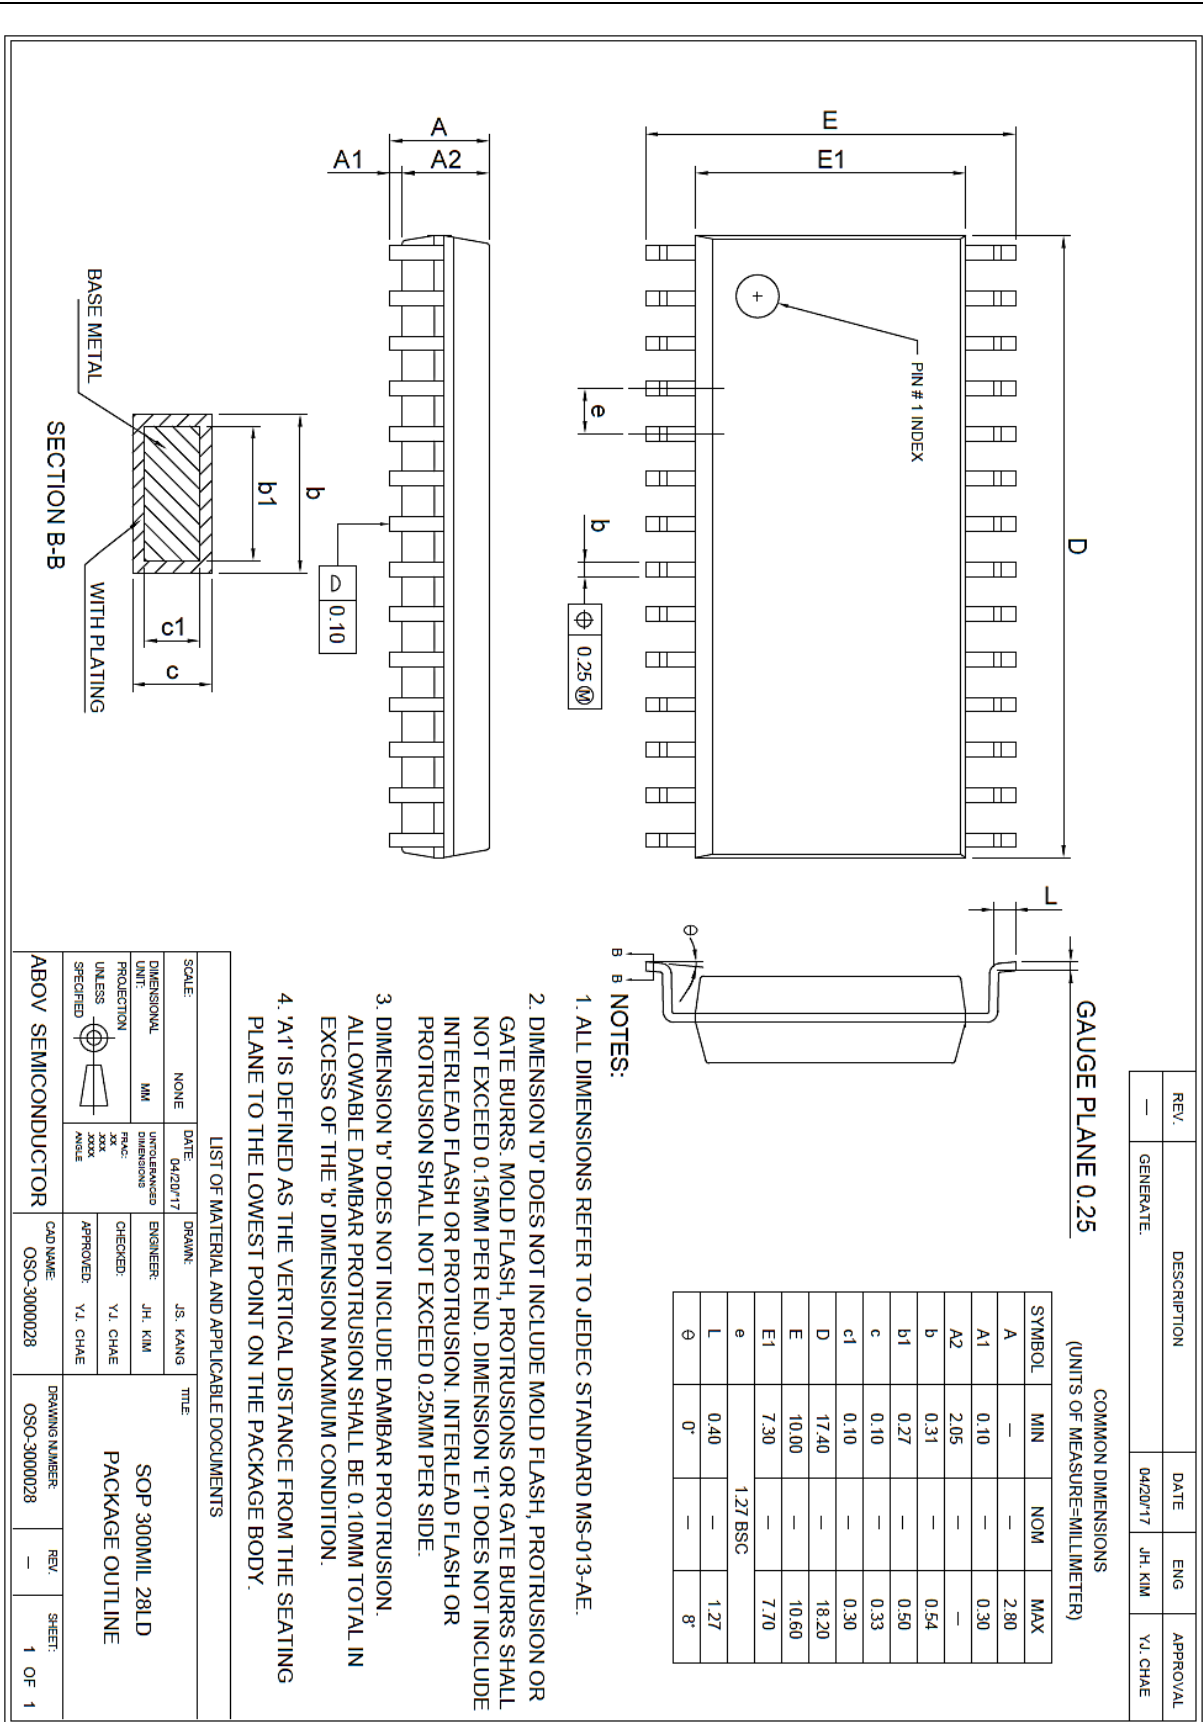 REV. DESCRIPTION DATE ENG APPROVAL
— GENERATE. 04/20/'17 JH. KIM YJ. CHAE
COMMON DIMENSIONS
(UNITS OF MEASURE=MILLIMETER)
SYMBOL MIN NOM MAX
A — — 2.80
A1 0.10 — 0.30
A2 2.05 — —
b 0.31 — 0.54
b1 0.27 — 0.50
c 0.10 — 0.33
c1 0.10 — 0.30
D 17.40 — 18.20
E 10.00 — 10.60
E1 7.30 — 7.70
e 1.27 BSC
L 0.40 — 1.27
θ 0° — 8°
D
E
E1
PIN # 1 INDEX
e
b
⌖ 0.25 Ⓜ
GAUGE PLANE 0.25
L
θ
B
B
A
A1
A2
⌓ 0.10
b
b1
c1
c
BASE METAL
WITH PLATING
SECTION B-B
NOTES:
1. ALL DIMENSIONS REFER TO JEDEC STANDARD MS-013-AE.
2. DIMENSION 'D' DOES NOT INCLUDE MOLD FLASH, PROTRUSION OR
GATE BURRS. MOLD FLASH, PROTRUSIONS OR GATE BURRS SHALL
NOT EXCEED 0.15MM PER END. DIMENSION 'E1' DOES NOT INCLUDE
INTERLEAD FLASH OR PROTRUSION. INTERLEAD FLASH OR
PROTRUSION SHALL NOT EXCEED 0.25MM PER SIDE.
3. DIMENSION 'b' DOES NOT INCLUDE DAMBAR PROTRUSION.
ALLOWABLE DAMBAR PROTRUSION SHALL BE 0.10MM TOTAL IN
EXCESS OF THE 'b' DIMENSION MAXIMUM CONDITION.
4. 'A1' IS DEFINED AS THE VERTICAL DISTANCE FROM THE SEATING
PLANE TO THE LOWEST POINT ON THE PACKAGE BODY.
LIST OF MATERIAL AND APPLICABLE DOCUMENTS
SCALE: NONE
DATE: 04/20/'17
DRAWN: JS. KANG
TITLE:
SOP 300MIL 28LD
PACKAGE OUTLINE
DIMENSIONAL
UNIT: MM
UNTOLERANCED
DIMENSIONS
ENGINEER: JH. KIM
PROJECTION
UNLESS
SPECIFIED
FRAC:
.XX
.XXX
.XXXX
ANGLE
CHECKED: YJ. CHAE
APPROVED: YJ. CHAE
ABOV SEMICONDUCTOR
CAD NAME:
OSO-3000028
DRAWING NUMBER:
OSO-3000028
REV.
—
SHEET:
1 OF 1